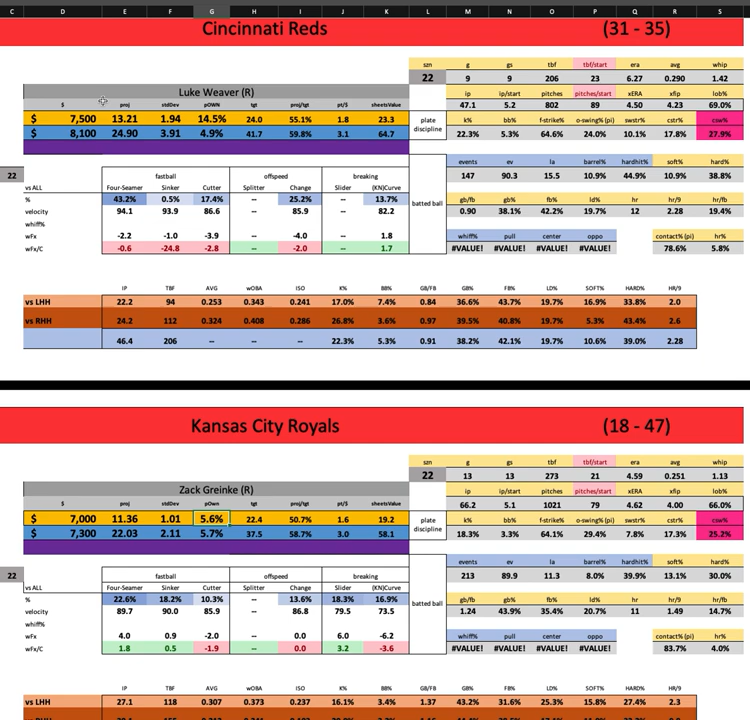 C D E F G H I J K L M N O P Q R S
Cincinnati Reds (31 - 35)
szn g gs tbf tbf/start era avg whip
22 9 9 206 23 6.27 0.290 1.42
Luke Weaver (R) ip ip/start pitches pitches/start xERA xfip lob%
$ proj stdDev pOWN tgt proj/tgt pt/$ sheetsValue 47.1 5.2 802 89 4.50 4.23 69.0%
$ 7,500 13.21 1.94 14.5% 24.0 55.1% 1.8 23.3 plate discipline k% bb% f-strike% o-swing% (pi) swstr% cstr% csw%
$ 8,100 24.90 3.91 4.9% 41.7 59.8% 3.1 64.7 22.3% 5.3% 64.6% 24.0% 10.1% 17.8% 27.9%
events ev la barrel% hardhit% soft% hard%
22 fastball offspeed breaking 147 90.3 15.5 10.9% 44.9% 10.9% 38.8%
vs ALL Four-Seamer Sinker Cutter Splitter Change Slider (KN)Curve
% 43.2% 0.5% 17.4% -- 25.2% -- 13.7% batted ball gb/fb gb% fb% ld% hr hr/9 hr/fb
velocity 94.1 93.9 86.6 -- 85.9 -- 82.2 0.90 38.1% 42.2% 19.7% 12 2.28 19.4%
whiff%
wFx -2.2 -1.0 -3.9 -- -4.0 -- 1.8 whiff% pull center oppo contact% (pi) hr%
wFx/C -0.6 -24.8 -2.8 -- -2.0 -- 1.7 #VALUE! #VALUE! #VALUE! #VALUE! 78.6% 5.8%
IP TBF AVG wOBA ISO K% BB% GB/FB GB% FB% LD% SOFT% HARD% HR/9
vs LHH 22.2 94 0.253 0.343 0.241 17.0% 7.4% 0.84 36.6% 43.7% 19.7% 16.9% 33.8% 2.0
vs RHH 24.2 112 0.324 0.408 0.286 26.8% 3.6% 0.97 39.5% 40.8% 19.7% 5.3% 43.4% 2.6
46.4 206 -- -- -- 22.3% 5.3% 0.91 38.2% 42.1% 19.7% 10.6% 39.0% 2.28
Kansas City Royals (18 - 47)
szn g gs tbf tbf/start era avg whip
22 13 13 273 21 4.59 0.251 1.13
Zack Greinke (R) ip ip/start pitches pitches/start xERA xfip lob%
$ proj stdDev pOwn tgt proj/tgt pt/$ sheetsValue 66.2 5.1 1021 79 4.62 4.00 66.0%
$ 7,000 11.36 1.01 5.6% 22.4 50.7% 1.6 19.2 plate discipline k% bb% f-strike% o-swing% (pi) swstr% cstr% csw%
$ 7,300 22.03 2.11 5.7% 37.5 58.7% 3.0 58.1 18.3% 3.3% 64.1% 29.4% 7.8% 17.3% 25.2%
events ev la barrel% hardhit% soft% hard%
22 fastball offspeed breaking 213 89.9 11.3 8.0% 39.9% 13.1% 30.0%
vs ALL Four-Seamer Sinker Cutter Splitter Change Slider (KN)Curve
% 22.6% 18.2% 10.3% -- 13.6% 18.3% 16.9% batted ball gb/fb gb% fb% ld% hr hr/9 hr/fb
velocity 89.7 90.0 85.9 -- 86.8 79.5 73.5 1.24 43.9% 35.4% 20.7% 11 1.49 14.7%
whiff%
wFx 4.0 0.9 -2.0 -- 0.0 6.0 -6.2 whiff% pull center oppo contact% (pi) hr%
wFx/C 1.8 0.5 -1.9 -- 0.0 3.2 -3.6 #VALUE! #VALUE! #VALUE! #VALUE! 83.7% 4.0%
IP TBF AVG wOBA ISO K% BB% GB/FB GB% FB% LD% SOFT% HARD% HR/9
vs LHH 27.1 118 0.307 0.373 0.237 16.1% 3.4% 1.37 43.2% 31.6% 25.3% 15.8% 27.4% 2.3